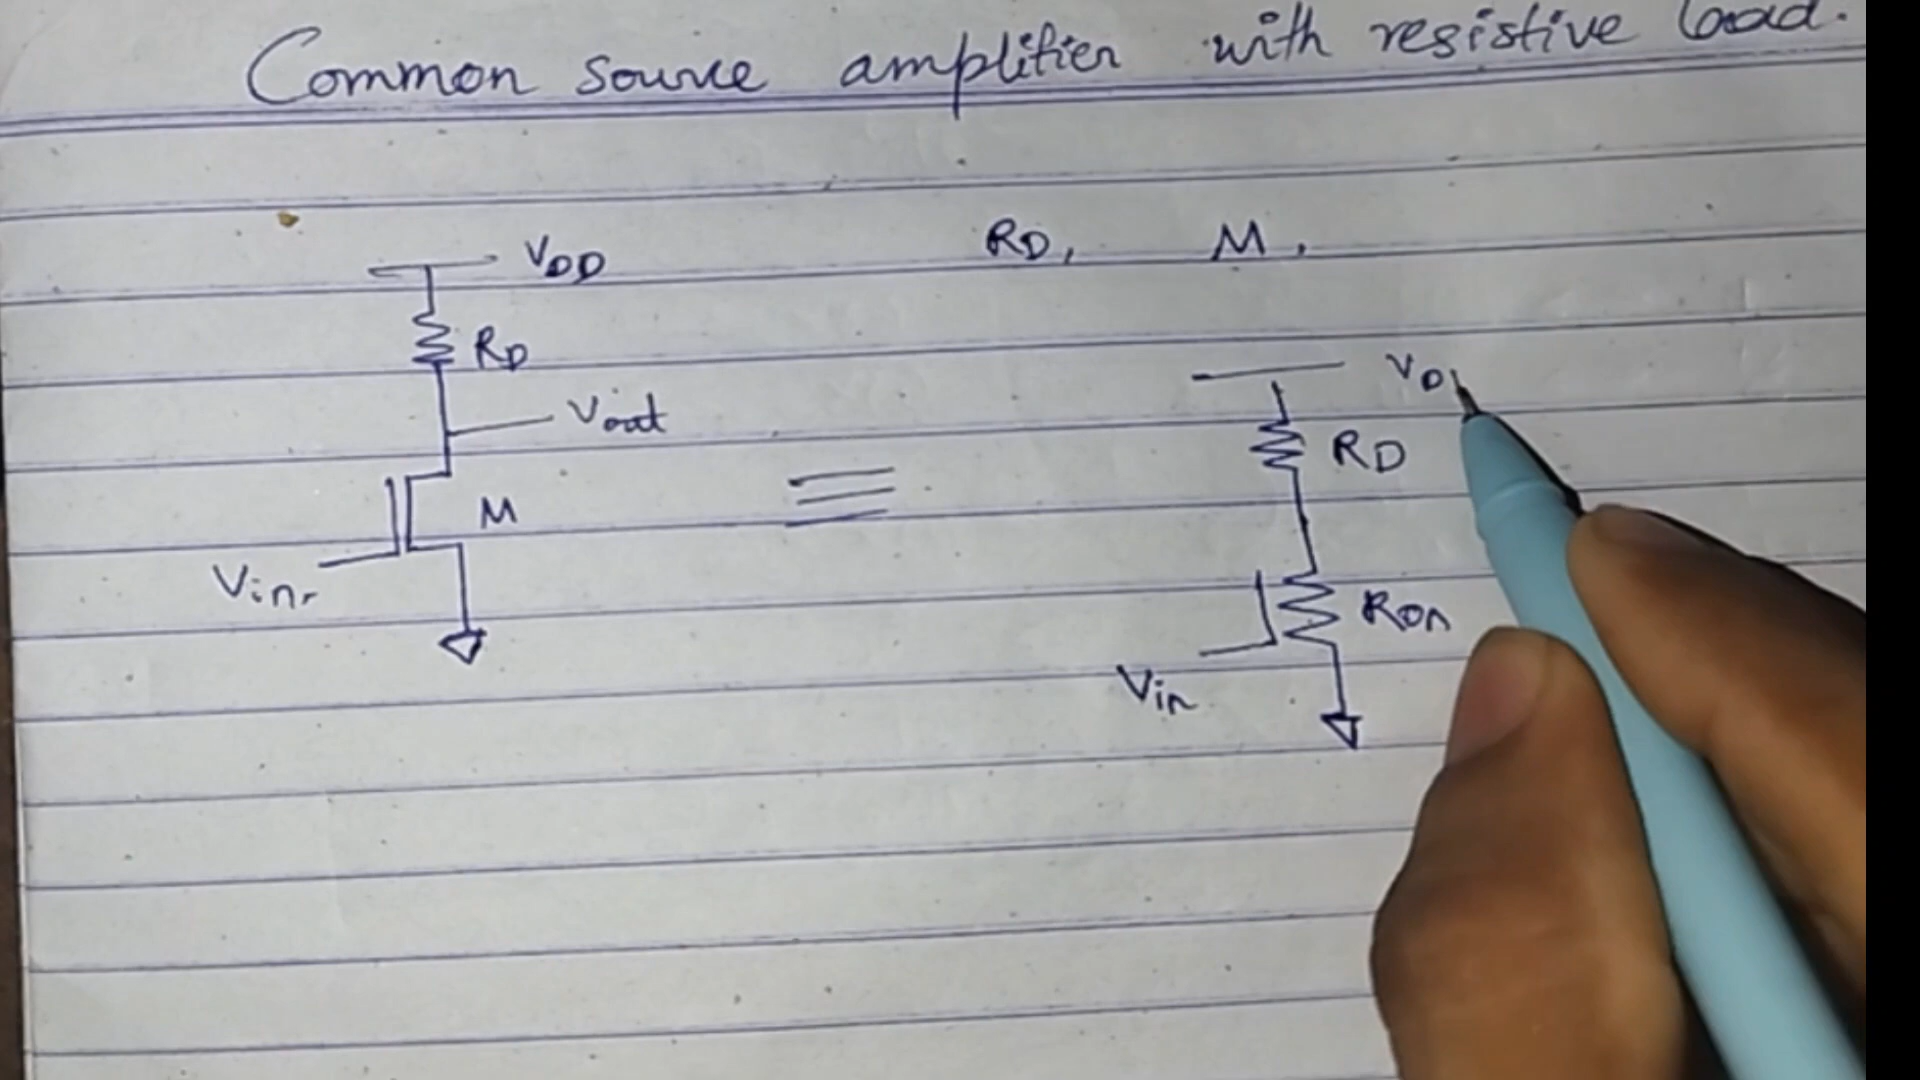 Common source amplifier with resistive load.
RD, M,
VDD
RD
Vout
M
Vin
VD
RD
Ron
Vin